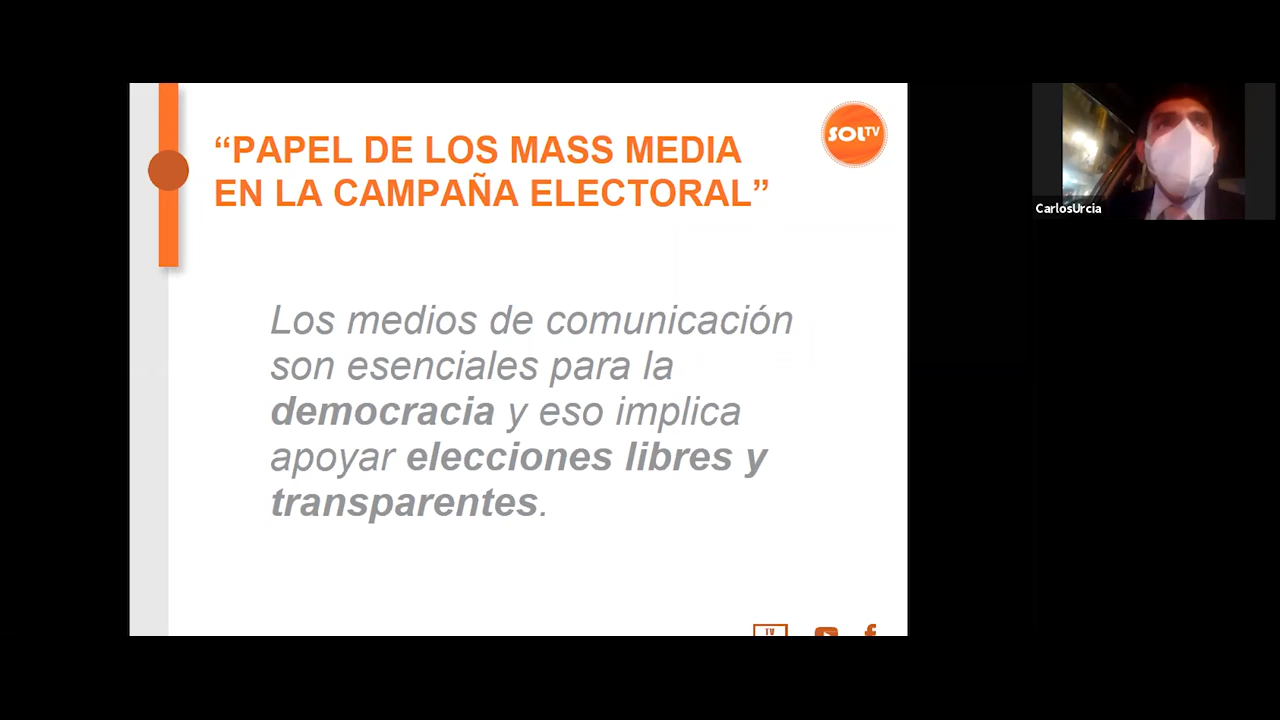 “PAPEL DE LOS MASS MEDIA
EN LA CAMPAÑA ELECTORAL”
SOLTV
CarlosUrcia
Los medios de comunicación
son esenciales para la
democracia y eso implica
apoyar elecciones libres y
transparentes.
TV